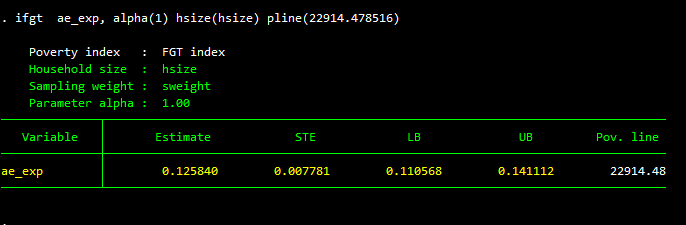 . ifgt  ae_exp, alpha(1) hsize(hsize) pline(22914.478516)
Poverty index   :  FGT index
Household size  :  hsize
Sampling weight :  sweight
Parameter alpha :  1.00
Variable Estimate STE LB UB Pov. line
ae_exp 0.125840 0.007781 0.110568 0.141112 22914.48
.